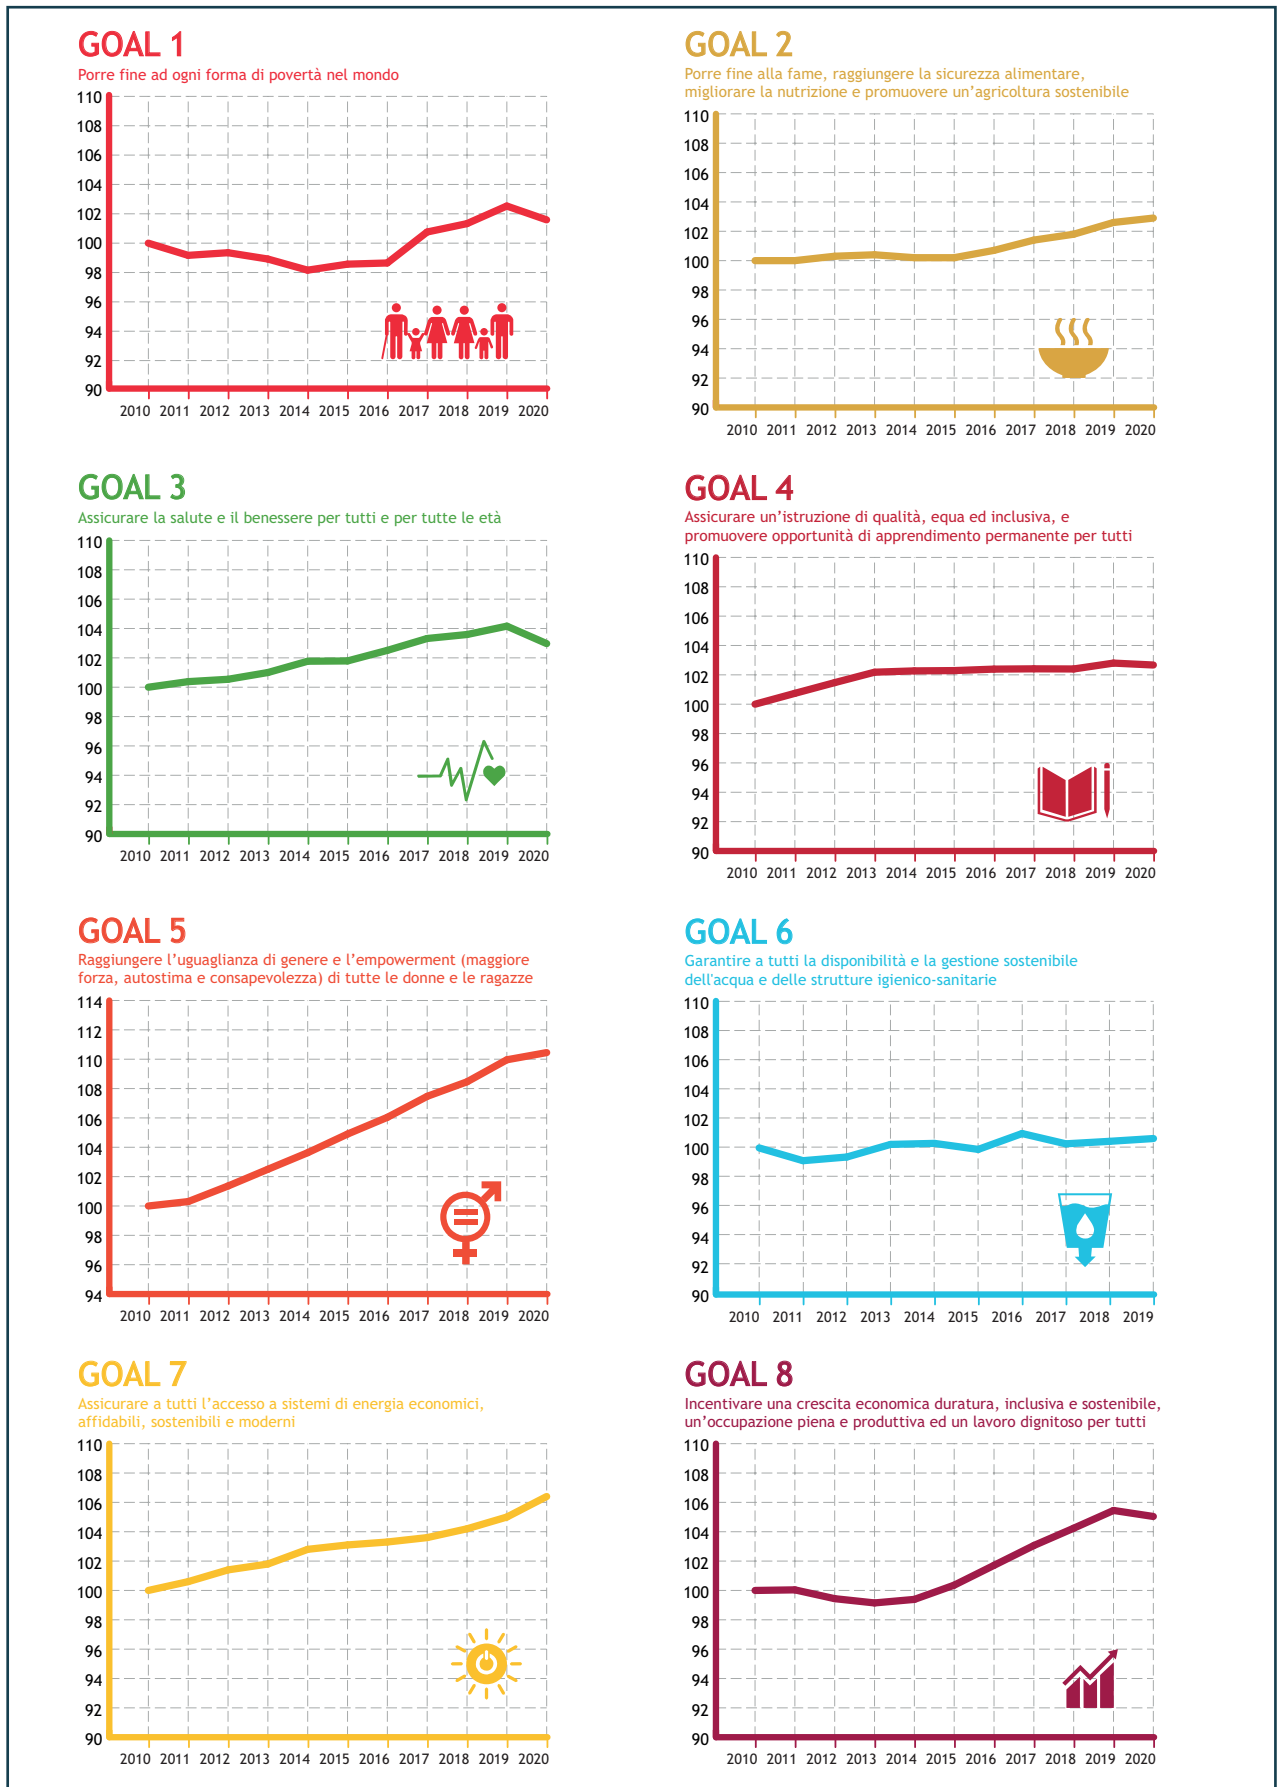 GOAL 1
Porre fine ad ogni forma di povertà nel mondo
110
108
106
104
102
100
98
96
94
92
90
2010 2011 2012 2013 2014 2015 2016 2017 2018 2019 2020
GOAL 2
Porre fine alla fame, raggiungere la sicurezza alimentare,
migliorare la nutrizione e promuovere un’agricoltura sostenibile
110
108
106
104
102
100
98
96
94
92
90
2010 2011 2012 2013 2014 2015 2016 2017 2018 2019 2020
GOAL 3
Assicurare la salute e il benessere per tutti e per tutte le età
110
108
106
104
102
100
98
96
94
92
90
2010 2011 2012 2013 2014 2015 2016 2017 2018 2019 2020
GOAL 4
Assicurare un’istruzione di qualità, equa ed inclusiva, e
promuovere opportunità di apprendimento permanente per tutti
110
108
106
104
102
100
98
96
94
92
90
2010 2011 2012 2013 2014 2015 2016 2017 2018 2019 2020
GOAL 5
Raggiungere l’uguaglianza di genere e l’empowerment (maggiore
forza, autostima e consapevolezza) di tutte le donne e le ragazze
114
112
110
108
106
104
102
100
98
96
94
2010 2011 2012 2013 2014 2015 2016 2017 2018 2019 2020
GOAL 6
Garantire a tutti la disponibilità e la gestione sostenibile
dell'acqua e delle strutture igienico-sanitarie
110
108
106
104
102
100
98
96
94
92
90
2010 2011 2012 2013 2014 2015 2016 2017 2018 2019
GOAL 7
Assicurare a tutti l’accesso a sistemi di energia economici,
affidabili, sostenibili e moderni
110
108
106
104
102
100
98
96
94
92
90
2010 2011 2012 2013 2014 2015 2016 2017 2018 2019 2020
GOAL 8
Incentivare una crescita economica duratura, inclusiva e sostenibile,
un’occupazione piena e produttiva ed un lavoro dignitoso per tutti
110
108
106
104
102
100
98
96
94
92
90
2010 2011 2012 2013 2014 2015 2016 2017 2018 2019 2020